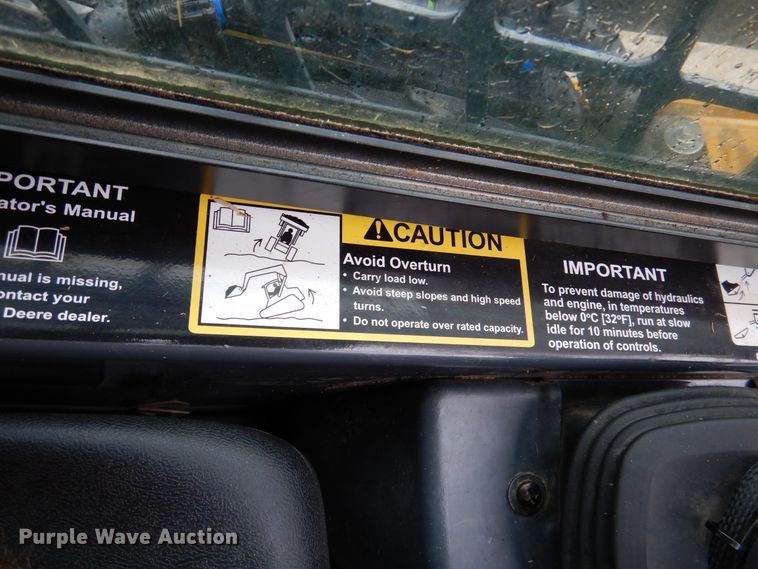 PORTANT
ator's Manual
nual is missing,
ontact your
Deere dealer.
CAUTION
Avoid Overturn
• Carry load low.
• Avoid steep slopes and high speed
turns.
• Do not operate over rated capacity.
IMPORTANT
To prevent damage of hydraulics
and engine, in temperatures
below 0°C [32°F], run at slow
idle for 10 minutes before
operation of controls.
Purple Wave Auction